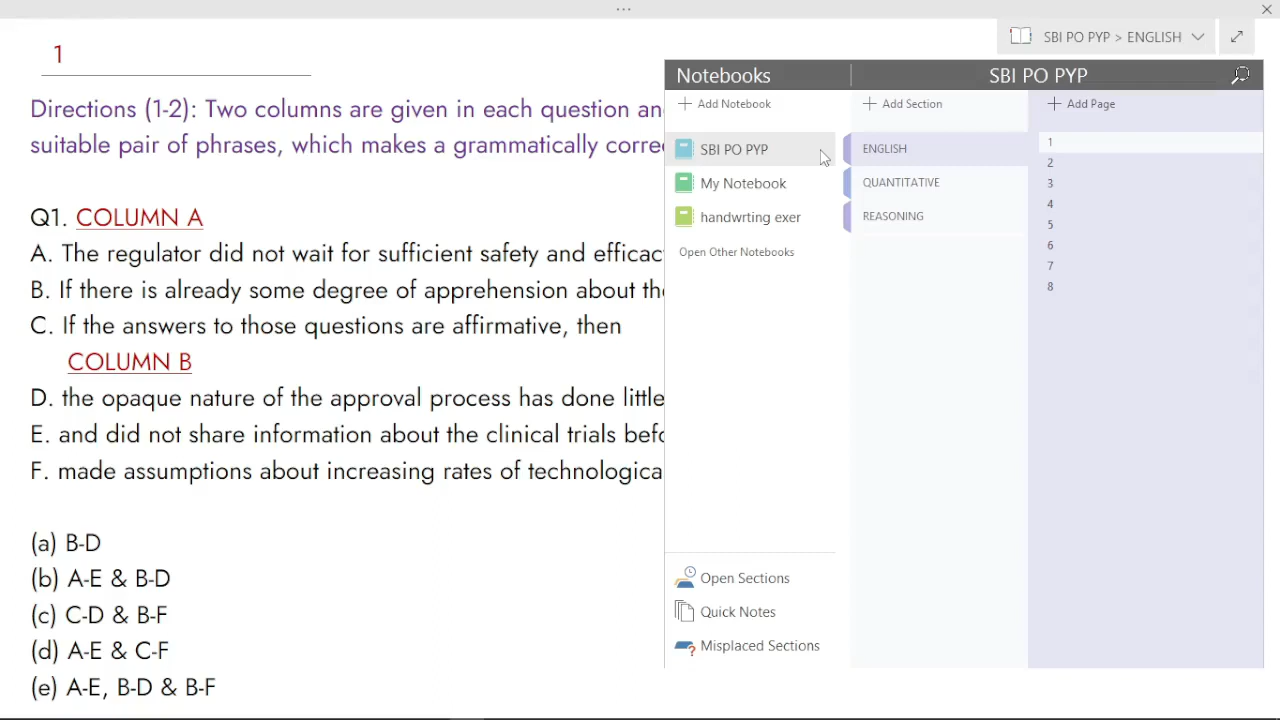 SBI PO PYP > ENGLISH
1
Directions (1-2): Two columns are given in each question an
suitable pair of phrases, which makes a grammatically corre
Q1. COLUMN A
A. The regulator did not wait for sufficient safety and efficac
B. If there is already some degree of apprehension about th
C. If the answers to those questions are affirmative, then
COLUMN B
D. the opaque nature of the approval process has done little
E. and did not share information about the clinical trials bef
F. made assumptions about increasing rates of technologica
(a) B-D
(b) A-E & B-D
(c) C-D & B-F
(d) A-E & C-F
(e) A-E, B-D & B-F
Notebooks
SBI PO PYP
+ Add Notebook
+ Add Section
+ Add Page
SBI PO PYP
My Notebook
handwrting exer
Open Other Notebooks
ENGLISH
QUANTITATIVE
REASONING
1
2
3
4
5
6
7
8
Open Sections
Quick Notes
Misplaced Sections